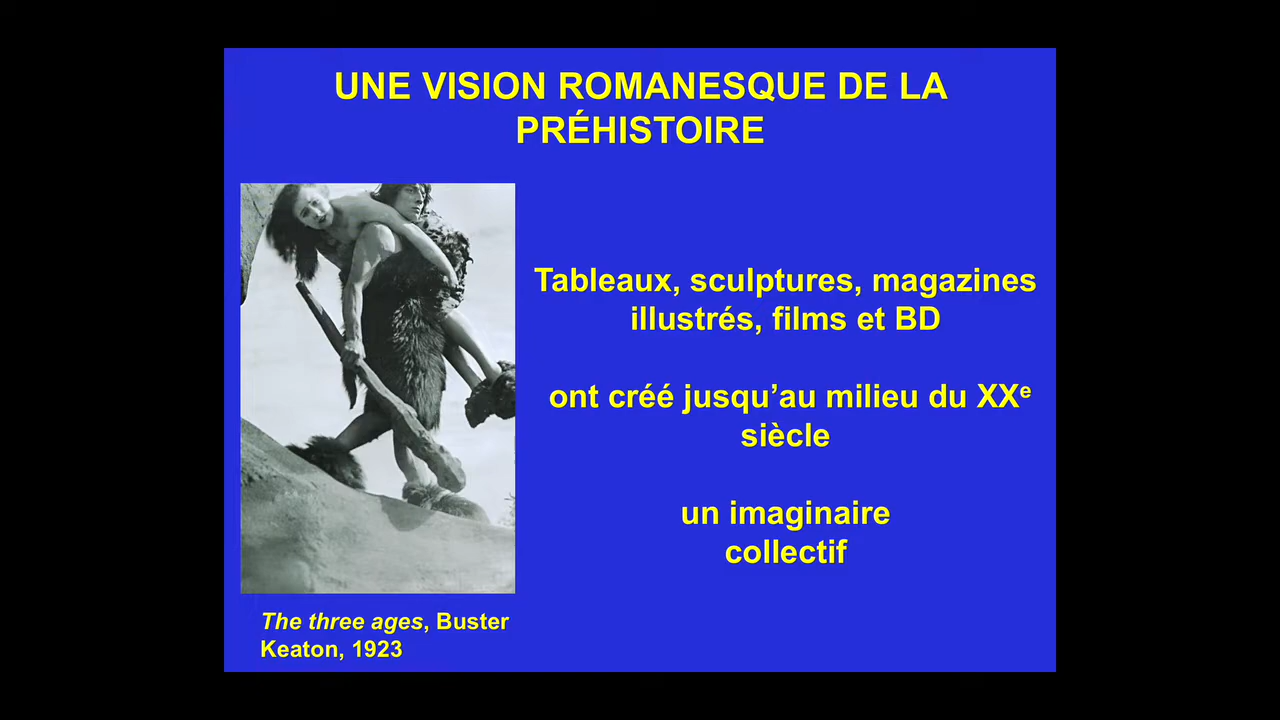 UNE VISION ROMANESQUE DE LA
PRÉHISTOIRE
Tableaux, sculptures, magazines
illustrés, films et BD
ont créé jusqu’au milieu du XXe
siècle
un imaginaire
collectif
The three ages, Buster
Keaton, 1923